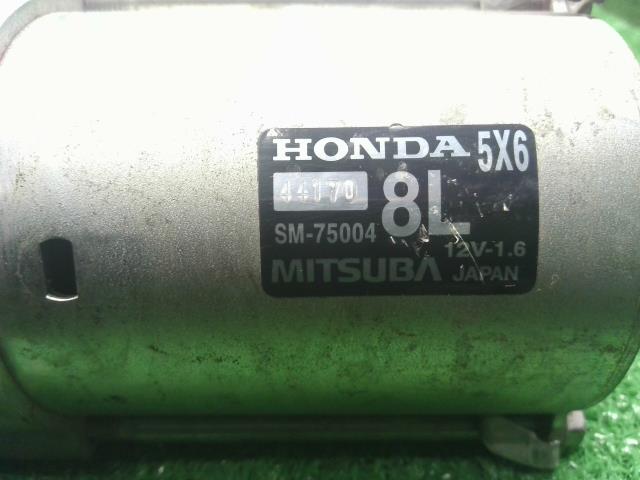 HONDA 5X6
44170 8L
SM-75004
12V-1.6
MITSUBA JAPAN